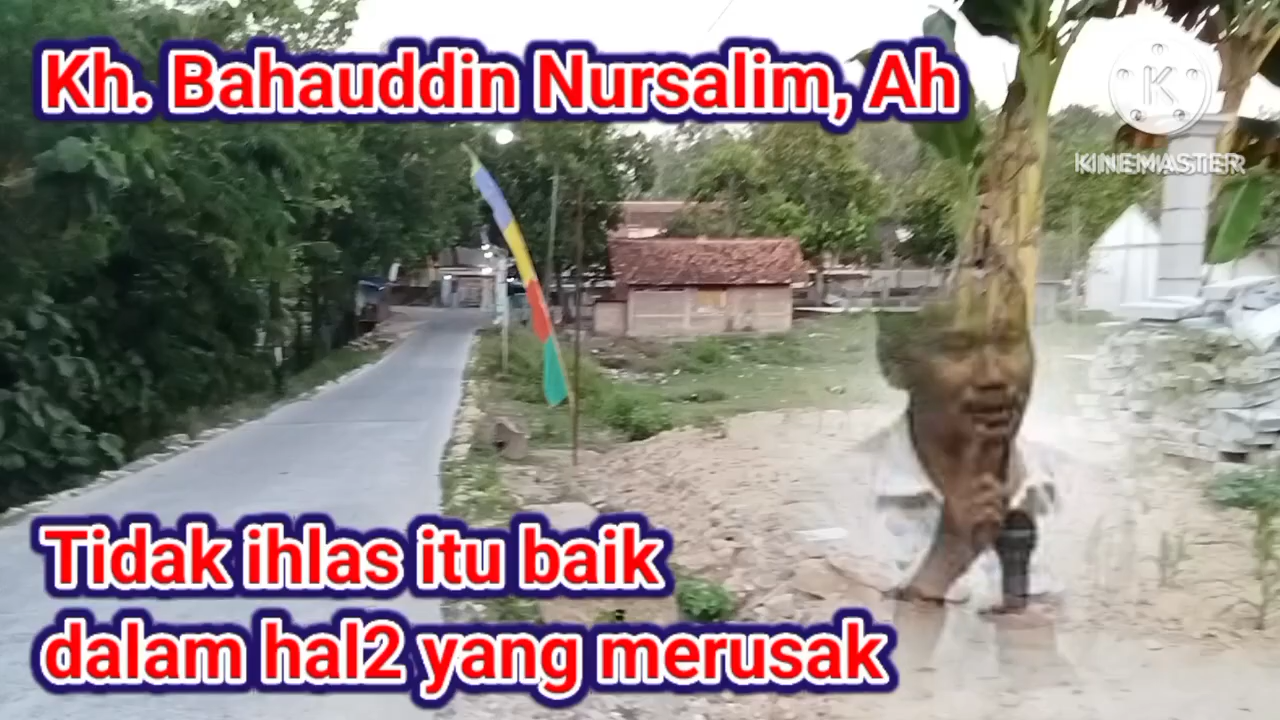 Kh. Bahauddin Nursalim, Ah
K
KINEMASTER
Tidak ihlas itu baik
dalam hal2 yang merusak